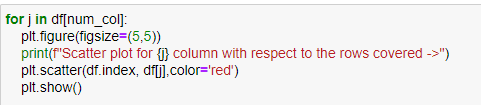 for j in df[num_col]:
    plt.figure(figsize=(5,5))
    print(f"Scatter plot for {j} column with respect to the rows covered ->")
    plt.scatter(df.index, df[j],color='red')
    plt.show()